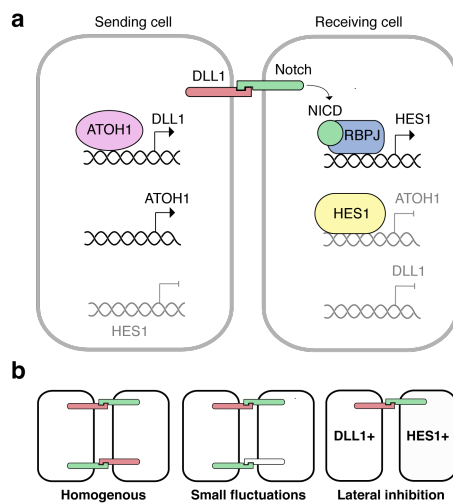 a
Sending cell
Receiving cell
DLL1
Notch
NICD
ATOH1
DLL1
RBPJ
HES1
ATOH1
HES1
ATOH1
HES1
DLL1
b
DLL1+
HES1+
Homogenous
Small fluctuations
Lateral inhibition